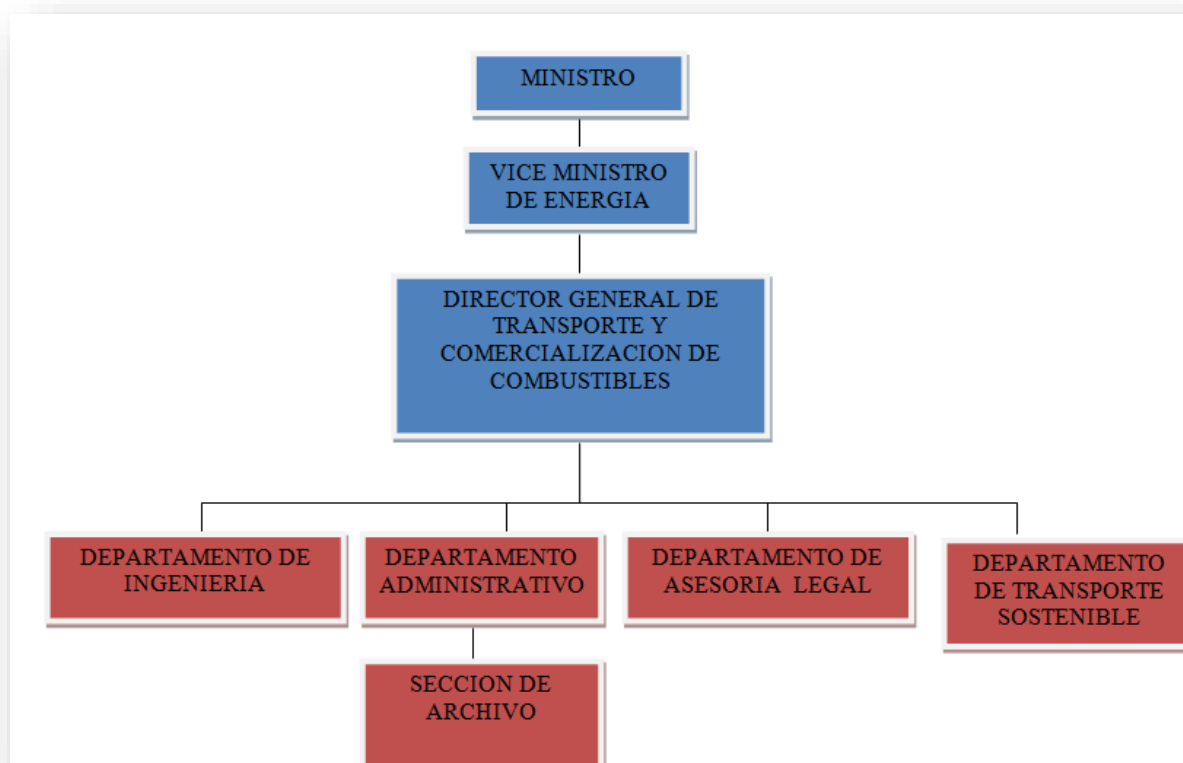 MINISTRO
VICE MINISTRO
DE ENERGIA
DIRECTOR GENERAL DE
TRANSPORTE Y
COMERCIALIZACION DE
COMBUSTIBLES
DEPARTAMENTO DE
INGENIERIA
DEPARTAMENTO
ADMINISTRATIVO
DEPARTAMENTO DE
ASESORIA LEGAL
DEPARTAMENTO
DE TRANSPORTE
SOSTENIBLE
SECCION DE
ARCHIVO